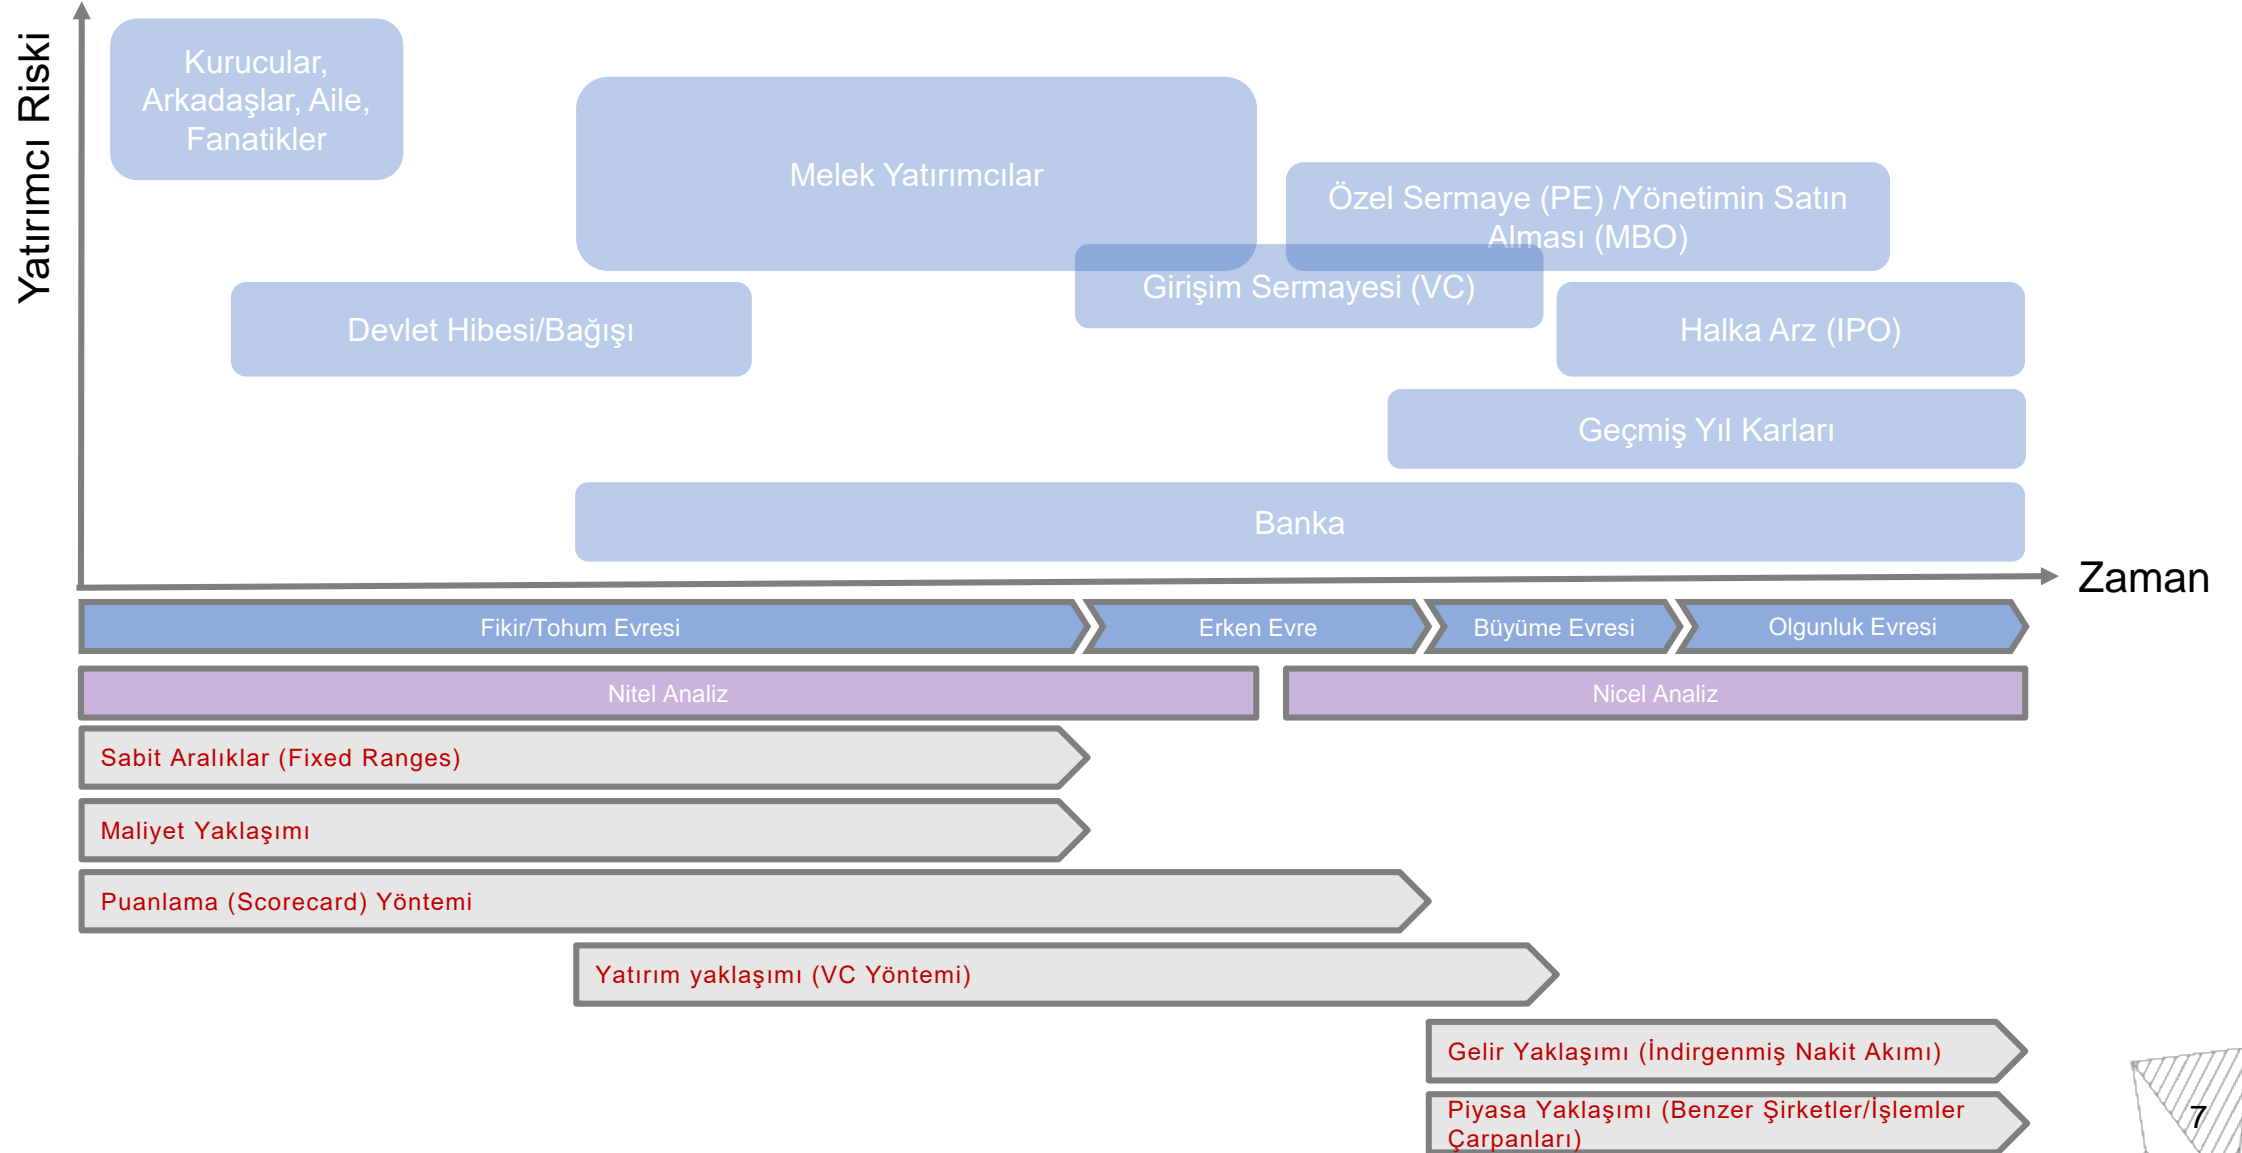 Yatırımcı Riski
Kurucular,
Arkadaşlar, Aile,
Fanatikler
Melek Yatırımcılar
Özel Sermaye (PE) /Yönetimin Satın
Alması (MBO)
Girişim Sermayesi (VC)
Devlet Hibesi/Bağışı
Halka Arz (IPO)
Geçmiş Yıl Karları
Banka
Zaman
Fikir/Tohum Evresi
Erken Evre
Büyüme Evresi
Olgunluk Evresi
Nitel Analiz
Nicel Analiz
Sabit Aralıklar (Fixed Ranges)
Maliyet Yaklaşımı
Puanlama (Scorecard) Yöntemi
Yatırım yaklaşımı (VC Yöntemi)
Gelir Yaklaşımı (İndirgenmiş Nakit Akımı)
Piyasa Yaklaşımı (Benzer Şirketler/İşlemler
Çarpanları)
7